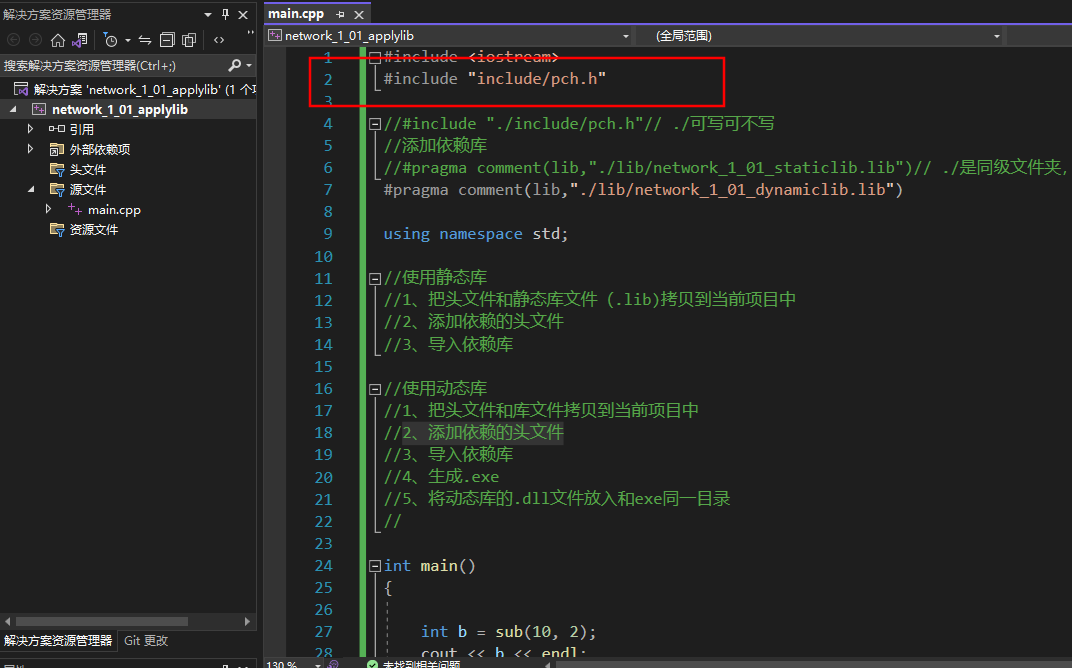 解决方案资源管理器
搜索解决方案资源管理器(Ctrl+;)
解决方案 'network_1_01_applylib' (1 个项
network_1_01_applylib
引用
外部依赖项
头文件
源文件
main.cpp
资源文件
解决方案资源管理器 Git 更改
main.cpp
network_1_01_applylib (全局范围)
1 #include <iostream>
2 #include "include/pch.h"
3
4 //#include "./include/pch.h"// ./可写可不写
5 //添加依赖库
6 //#pragma comment(lib,"./lib/network_1_01_staticlib.lib")// ./是同级文件夹,
7 #pragma comment(lib,"./lib/network_1_01_dynamiclib.lib")
8
9 using namespace std;
10
11 //使用静态库
12 //1、把头文件和静态库文件（.lib)拷贝到当前项目中
13 //2、添加依赖的头文件
14 //3、导入依赖库
15
16 //使用动态库
17 //1、把头文件和库文件拷贝到当前项目中
18 //2、添加依赖的头文件
19 //3、导入依赖库
20 //4、生成.exe
21 //5、将动态库的.dll文件放入和exe同一目录
22 //
23
24 int main()
25 {
26
27 int b = sub(10, 2);
28 cout << b << endl;
130 % 未找到相关问题